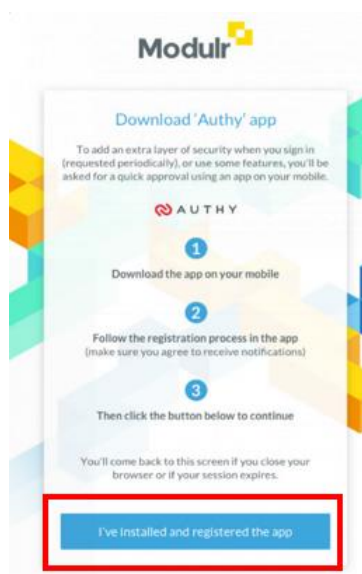 Modulr
Download 'Authy' app
To add an extra layer of security when you sign in
(requested periodically), or use some features, you'll be
asked for a quick approval using an app on your mobile.
AUTHY
1
Download the app on your mobile
2
Follow the registration process in the app
(make sure you agree to receive notifications)
3
Then click the button below to continue
You'll come back to this screen if you close your
browser or if your session expires.
I've installed and registered the app